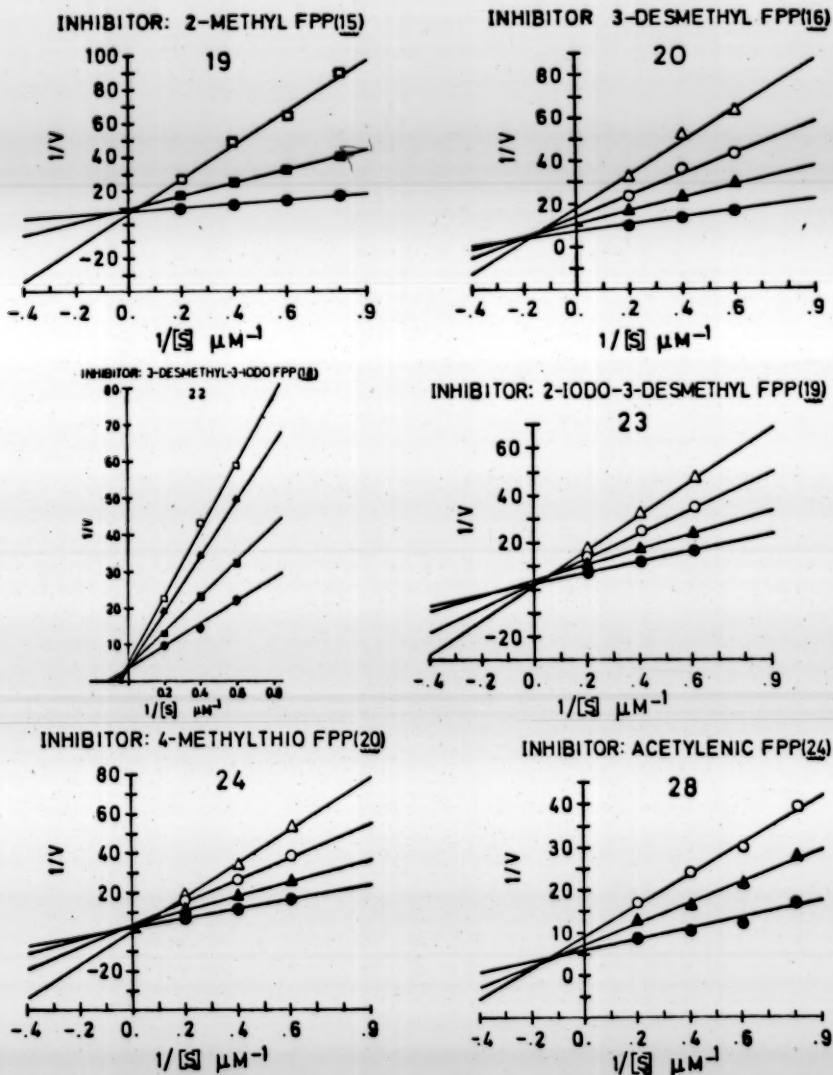 INHIBITOR: 2-METHYL FPP(15)
19
100
80
60
40
20
-20
1/V
-.4 -.2 0 .2 .4 .6 .9
1/[S] μM⁻¹
INHIBITOR 3-DESMETHYL FPP(16)
20
80
60
40
20
0
1/V
-.4 -.2 0. .2 .4 .6 .9
1/[S] μM⁻¹
INHIBITOR: 3-DESMETHYL-3-IODO FPP(18)
22
80
70
60
50
40
30
20
10
1/V
0 0.2 0.4 0.6 0.8
1/[S] μM⁻¹
INHIBITOR: 2-IODO-3-DESMETHYL FPP(19)
23
60
40
20
-20
1/V
-.4 -.2 0. .2 .4 .6 .9
1/[S] μM⁻¹
INHIBITOR: 4-METHYLTHIO FPP(20)
24
80
60
40
20
-20
1/V
-.4 -.2 0. .2 .4 .6 .9
1/[S] μM⁻¹
INHIBITOR: ACETYLENIC FPP(24)
28
40
30
20
10
0
1/V
-.4 -.2 0. .2 .4 .6 .9
1/[S] μM⁻¹